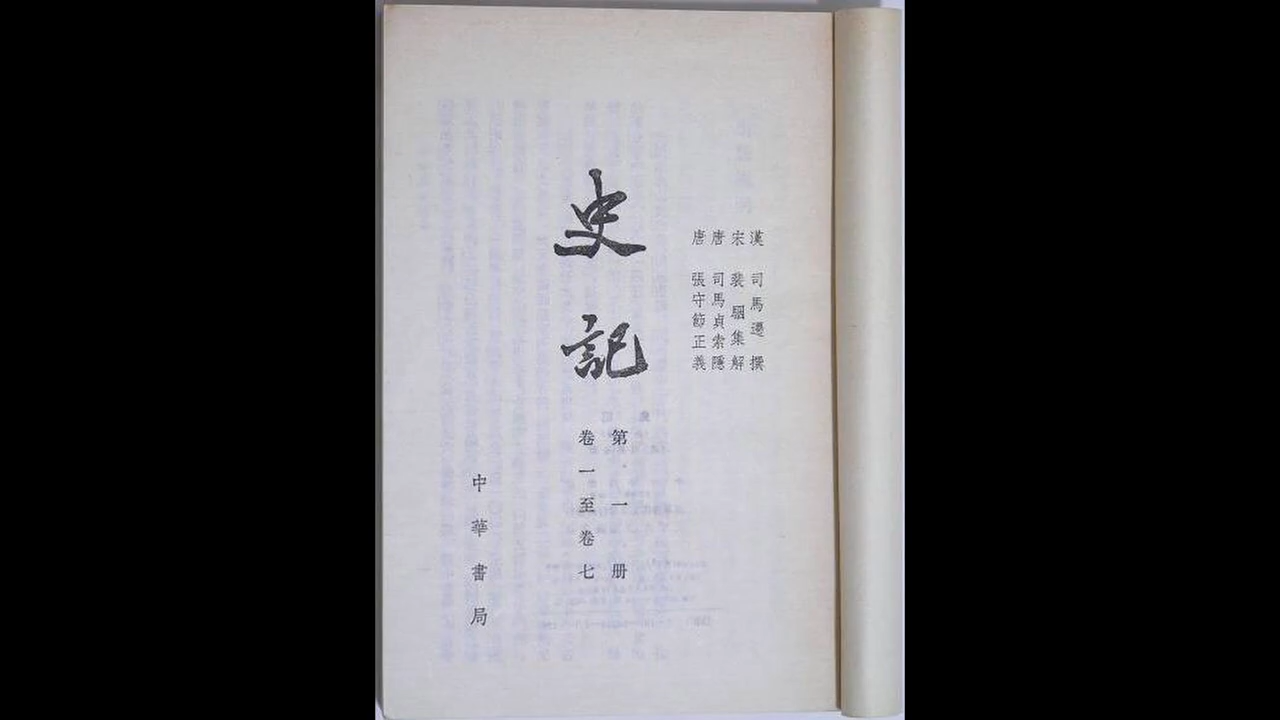 漢 司馬遷 撰
宋 裴駰集解
唐 司馬貞索隱
唐 張守節正義
史記
第一册
卷一至卷七
中華書局